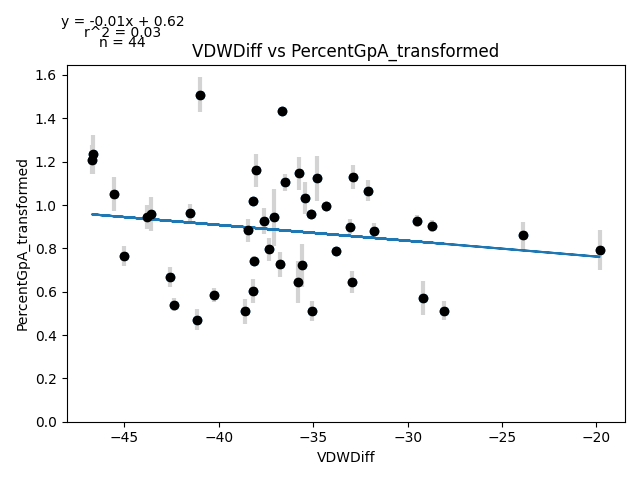 y = -0.01x + 0.62
r^2 = 0.03
n = 44
VDWDiff vs PercentGpA_transformed
PercentGpA_transformed
1.6
1.4
1.2
1.0
0.8
0.6
0.4
0.2
0.0
−45
−40
−35
−30
−25
−20
VDWDiff